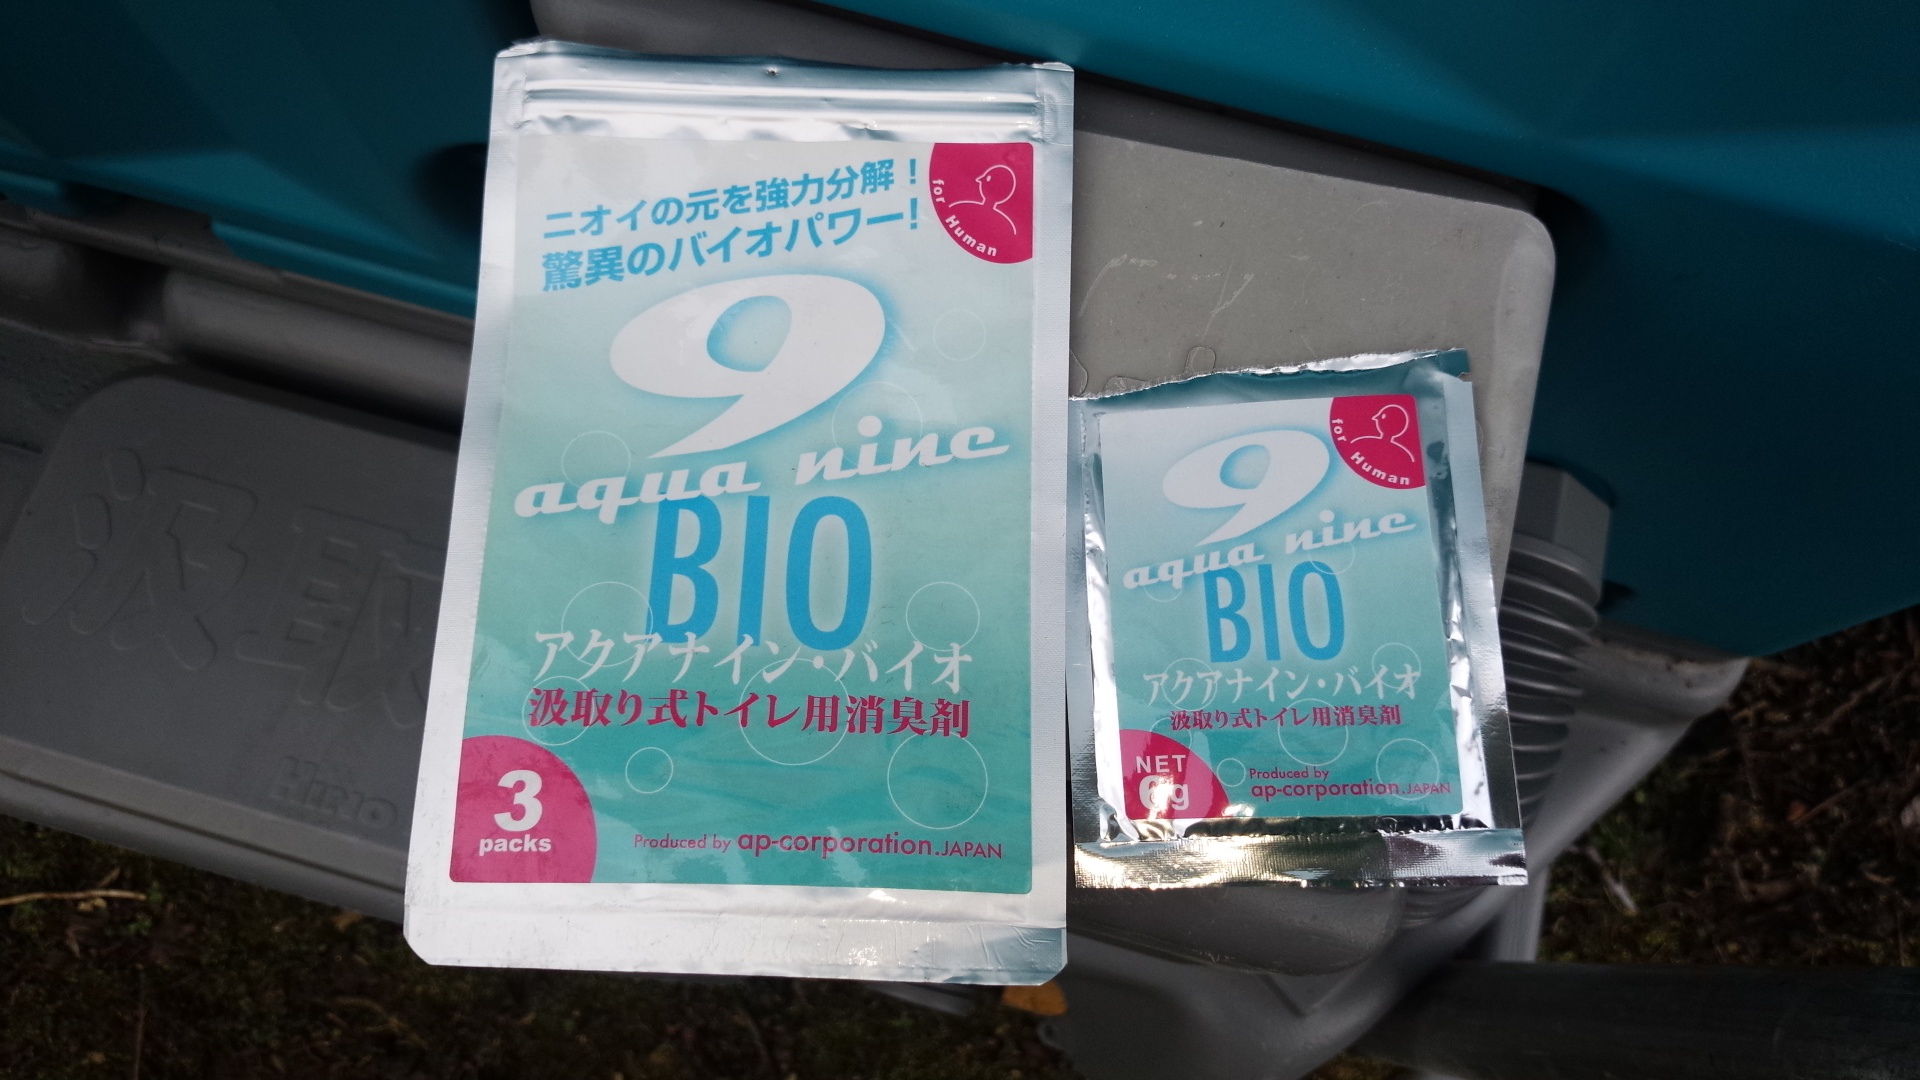 ニオイの元を強力分解！
驚異のバイオパワー！
for Human
9
aqua nine
BIO
アクアナイン・バイオ
汲取り式トイレ用消臭剤
3
packs
Produced by ap-corporation.JAPAN
for Human
9
aqua nine
BIO
アクアナイン・バイオ
汲取り式トイレ用消臭剤
NET
Produced by
ap-corporation.JAPAN
汲取
HINO